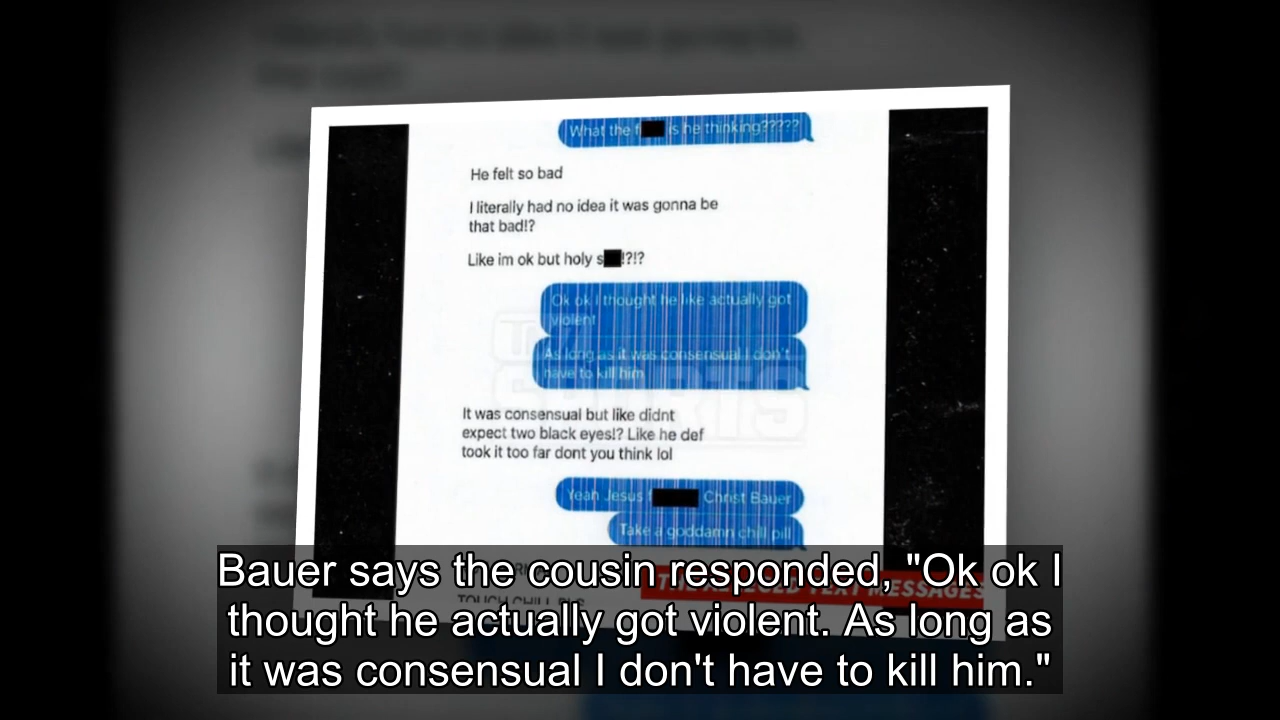 What the f is he thinking?????
He felt so bad
I literally had no idea it was gonna be
that bad!?
Like im ok but holy s !?!?
Ok ok I thought he like actually got
violent
As long as it was consensual I don't
have to kill him
It was consensual but like didnt
expect two black eyes!? Like he def
took it too far dont you think lol
Yeah Jesus f Christ Bauer
Take a goddamn chill pill
TEXT MESSAGES
Bauer says the cousin responded, "Ok ok I
thought he actually got violent. As long as
it was consensual I don't have to kill him."